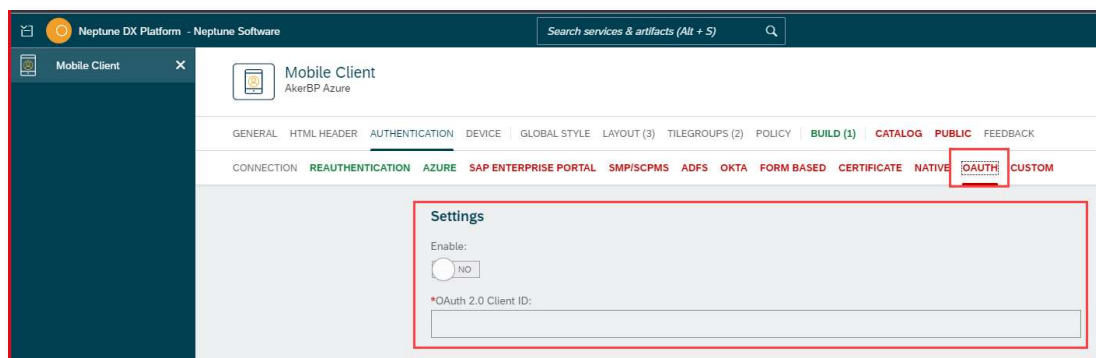 Neptune DX Platform - Neptune Software
Search services & artifacts (Alt + S)
Mobile Client
Mobile Client
AkerBP Azure
GENERAL HTML HEADER AUTHENTICATION DEVICE GLOBAL STYLE LAYOUT (3) TILEGROUPS (2) POLICY BUILD (1) CATALOG PUBLIC FEEDBACK
CONNECTION REAUTHENTICATION AZURE SAP ENTERPRISE PORTAL SMP/SCPMS ADFS OKTA FORM BASED CERTIFICATE NATIVE OAUTH CUSTOM
Settings
Enable:
NO
*OAuth 2.0 Client ID: